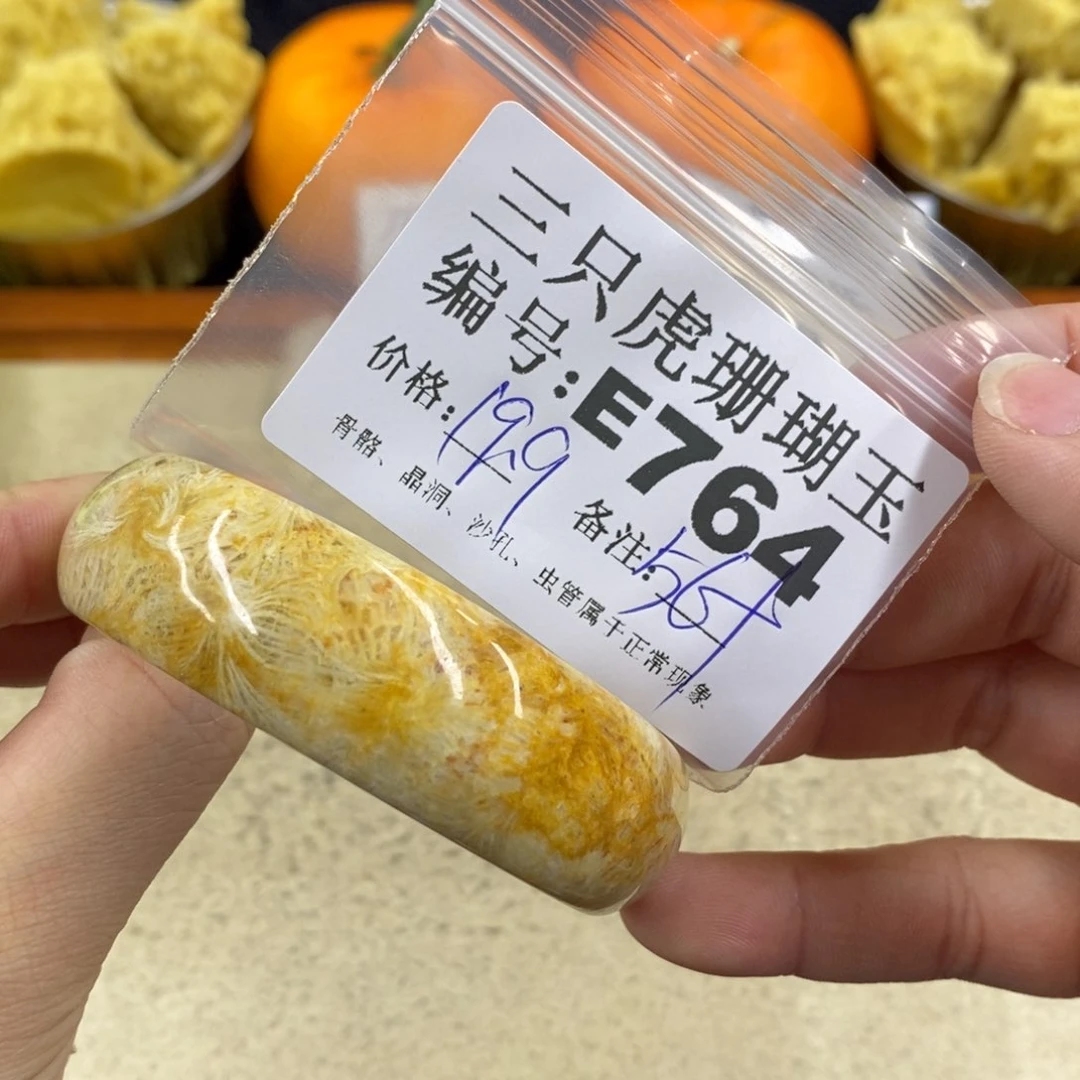 三只虎珊瑚玉
编号:E764
价格:199 备注:
骨骼、晶洞、沙孔、虫管属于正常现象